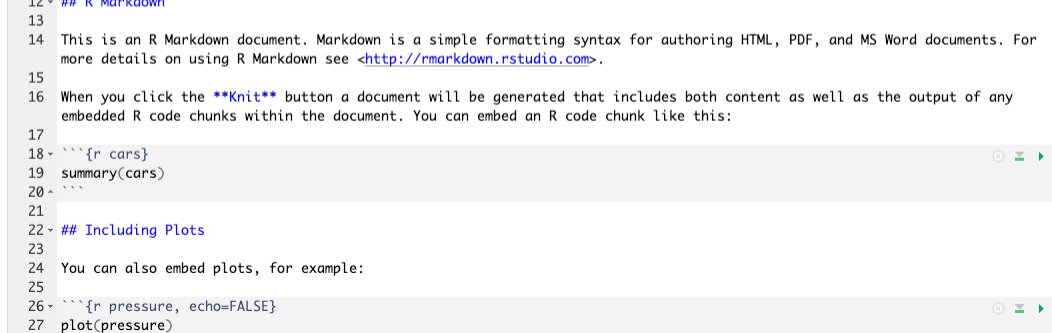 12 ## R Markdown
13
14 This is an R Markdown document. Markdown is a simple formatting syntax for authoring HTML, PDF, and MS Word documents. For
more details on using R Markdown see <http://rmarkdown.rstudio.com>.
15
16 When you click the **Knit** button a document will be generated that includes both content as well as the output of any
embedded R code chunks within the document. You can embed an R code chunk like this:
17
18 ```{r cars}
19 summary(cars)
20 ```
21
22 ## Including Plots
23
24 You can also embed plots, for example:
25
26 ```{r pressure, echo=FALSE}
27 plot(pressure)